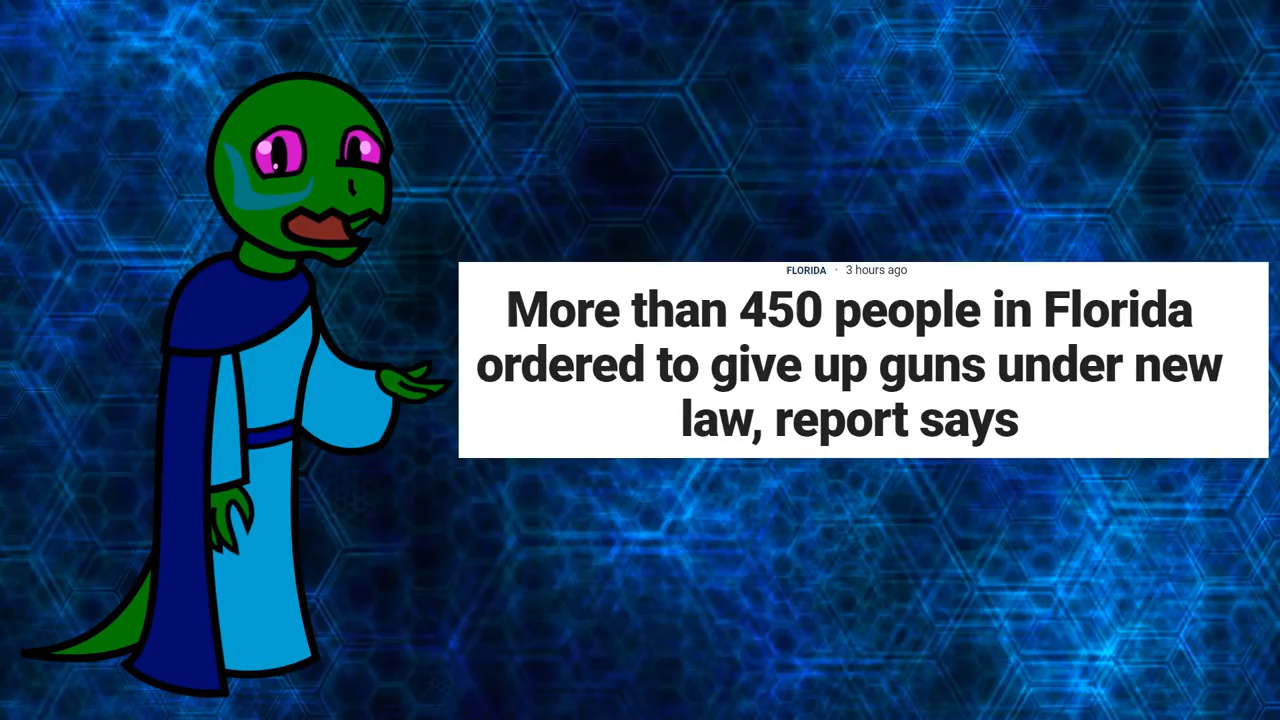 FLORIDA · 3 hours ago
More than 450 people in Florida
ordered to give up guns under new
law, report says